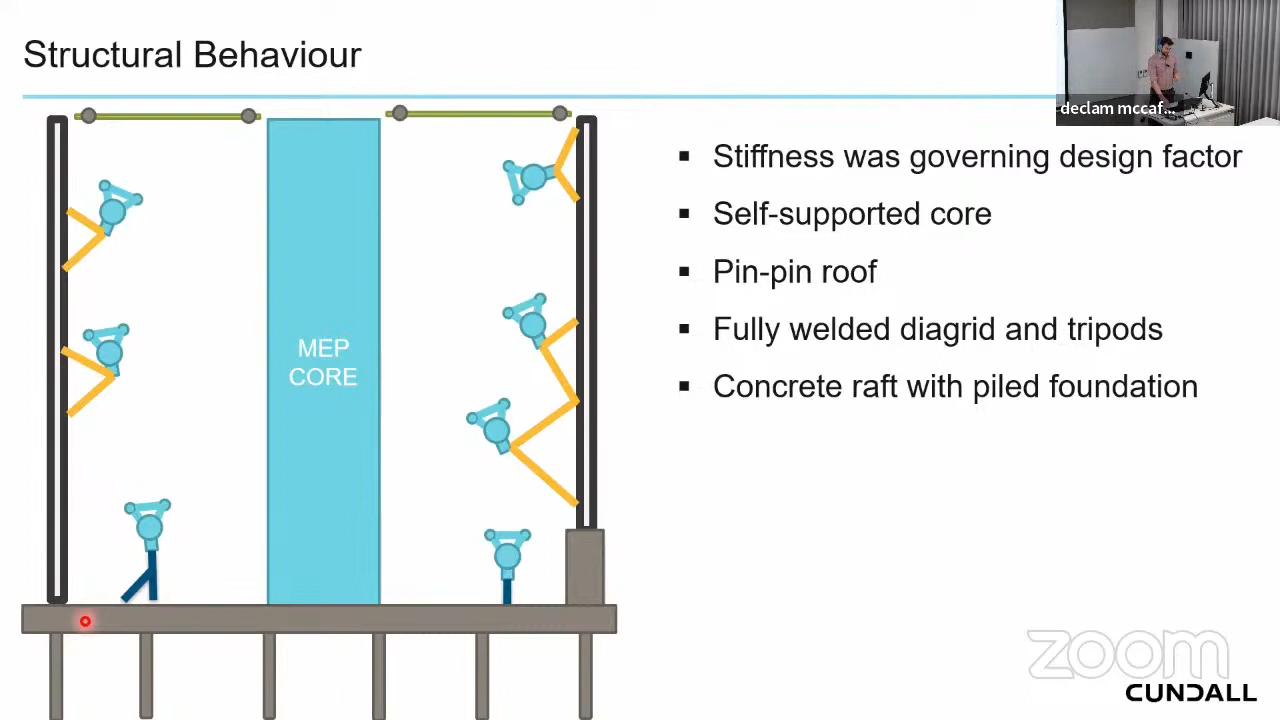 Structural Behaviour
declam mccaf...
Stiffness was governing design factor
Self-supported core
Pin-pin roof
Fully welded diagrid and tripods
Concrete raft with piled foundation
MEP
CORE
zoom
CUNDALL